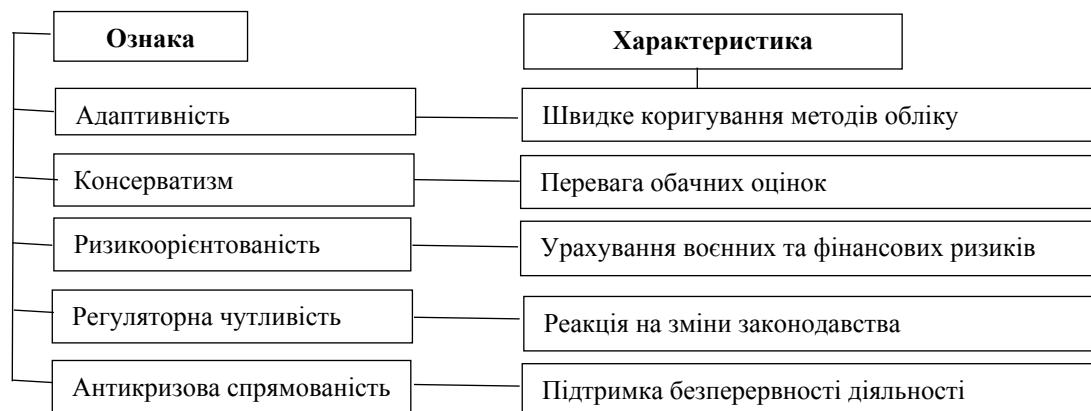 Ознака
Характеристика
Адаптивність
Швидке коригування методів обліку
Консерватизм
Перевага обачних оцінок
Ризикоорієнтованість
Урахування воєнних та фінансових ризиків
Регуляторна чутливість
Реакція на зміни законодавства
Антикризова спрямованість
Підтримка безперервності діяльності